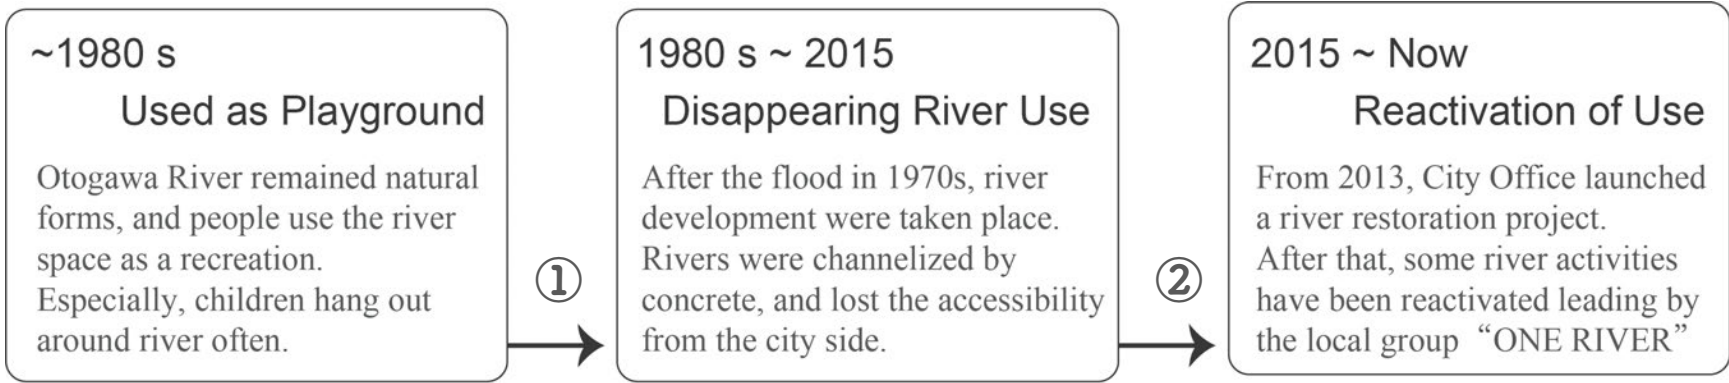 ~1980 s
Used as Playground
Otogawa River remained natural
forms, and people use the river
space as a recreation.
Especially, children hang out
around river often.
①
1980 s ~ 2015
Disappearing River Use
After the flood in 1970s, river
development were taken place.
Rivers were channelized by
concrete, and lost the accessibility
from the city side.
②
2015 ~ Now
Reactivation of Use
From 2013, City Office launched
a river restoration project.
After that, some river activities
have been reactivated leading by
the local group “ONE RIVER”